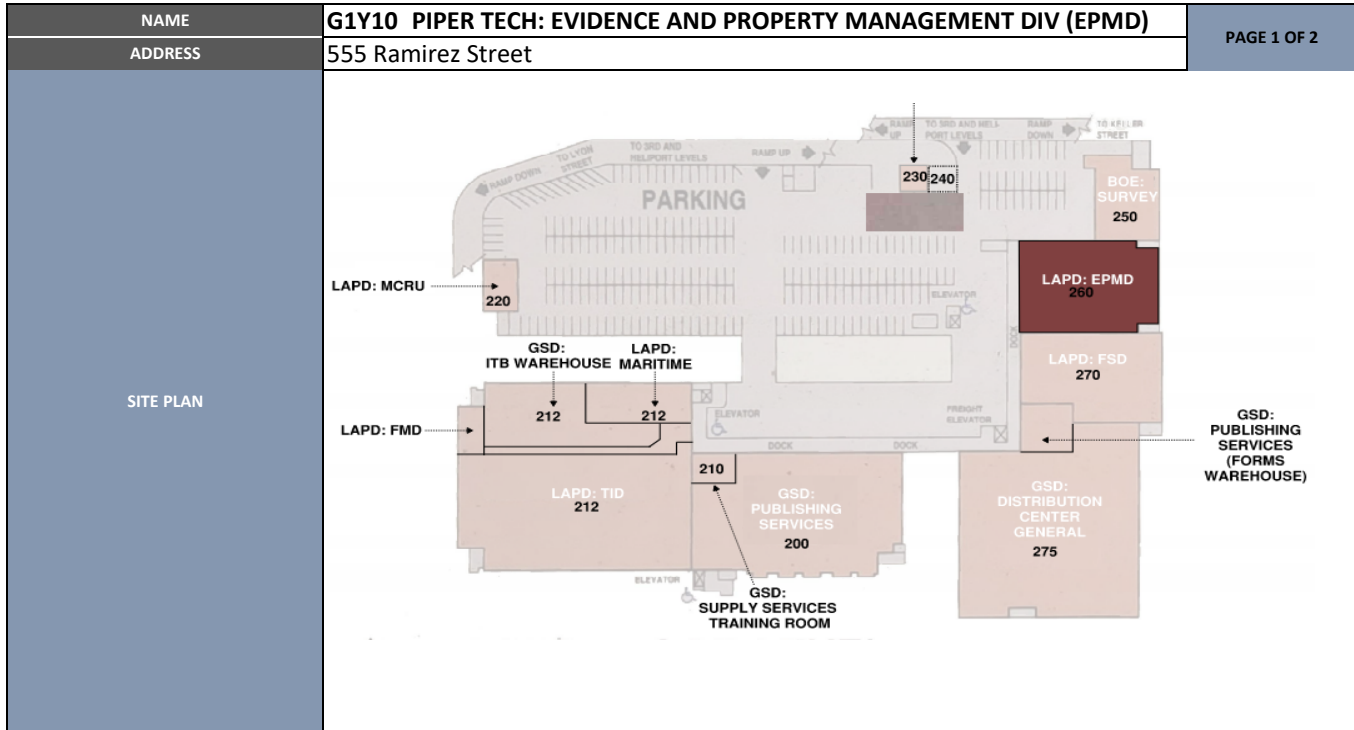 NAME
G1Y10 PIPER TECH: EVIDENCE AND PROPERTY MANAGEMENT DIV (EPMD)
PAGE 1 OF 2
ADDRESS
555 Ramirez Street
SITE PLAN
RAMP
UP
TO 3RD AND HELI-
PORT LEVELS
RAMP
DOWN
TO KELLER
STREET
TO LYON
STREET
TO 3RD AND
HELIPORT LEVELS
RAMP UP
RAMP DOWN
230
240
PARKING
BOE:
SURVEY
250
LAPD: MCRU
220
LAPD: EPMD
260
ELEVATOR
DOCK
GSD:
ITB WAREHOUSE
LAPD:
MARITIME
LAPD: FSD
270
212
212
LAPD: FMD
ELEVATOR
FREIGHT
ELEVATOR
DOCK
DOCK
GSD:
PUBLISHING
SERVICES
(FORMS
WAREHOUSE)
210
LAPD: TID
212
GSD:
PUBLISHING
SERVICES
200
GSD:
DISTRIBUTION
CENTER
GENERAL
275
ELEVATOR
GSD:
SUPPLY SERVICES
TRAINING ROOM